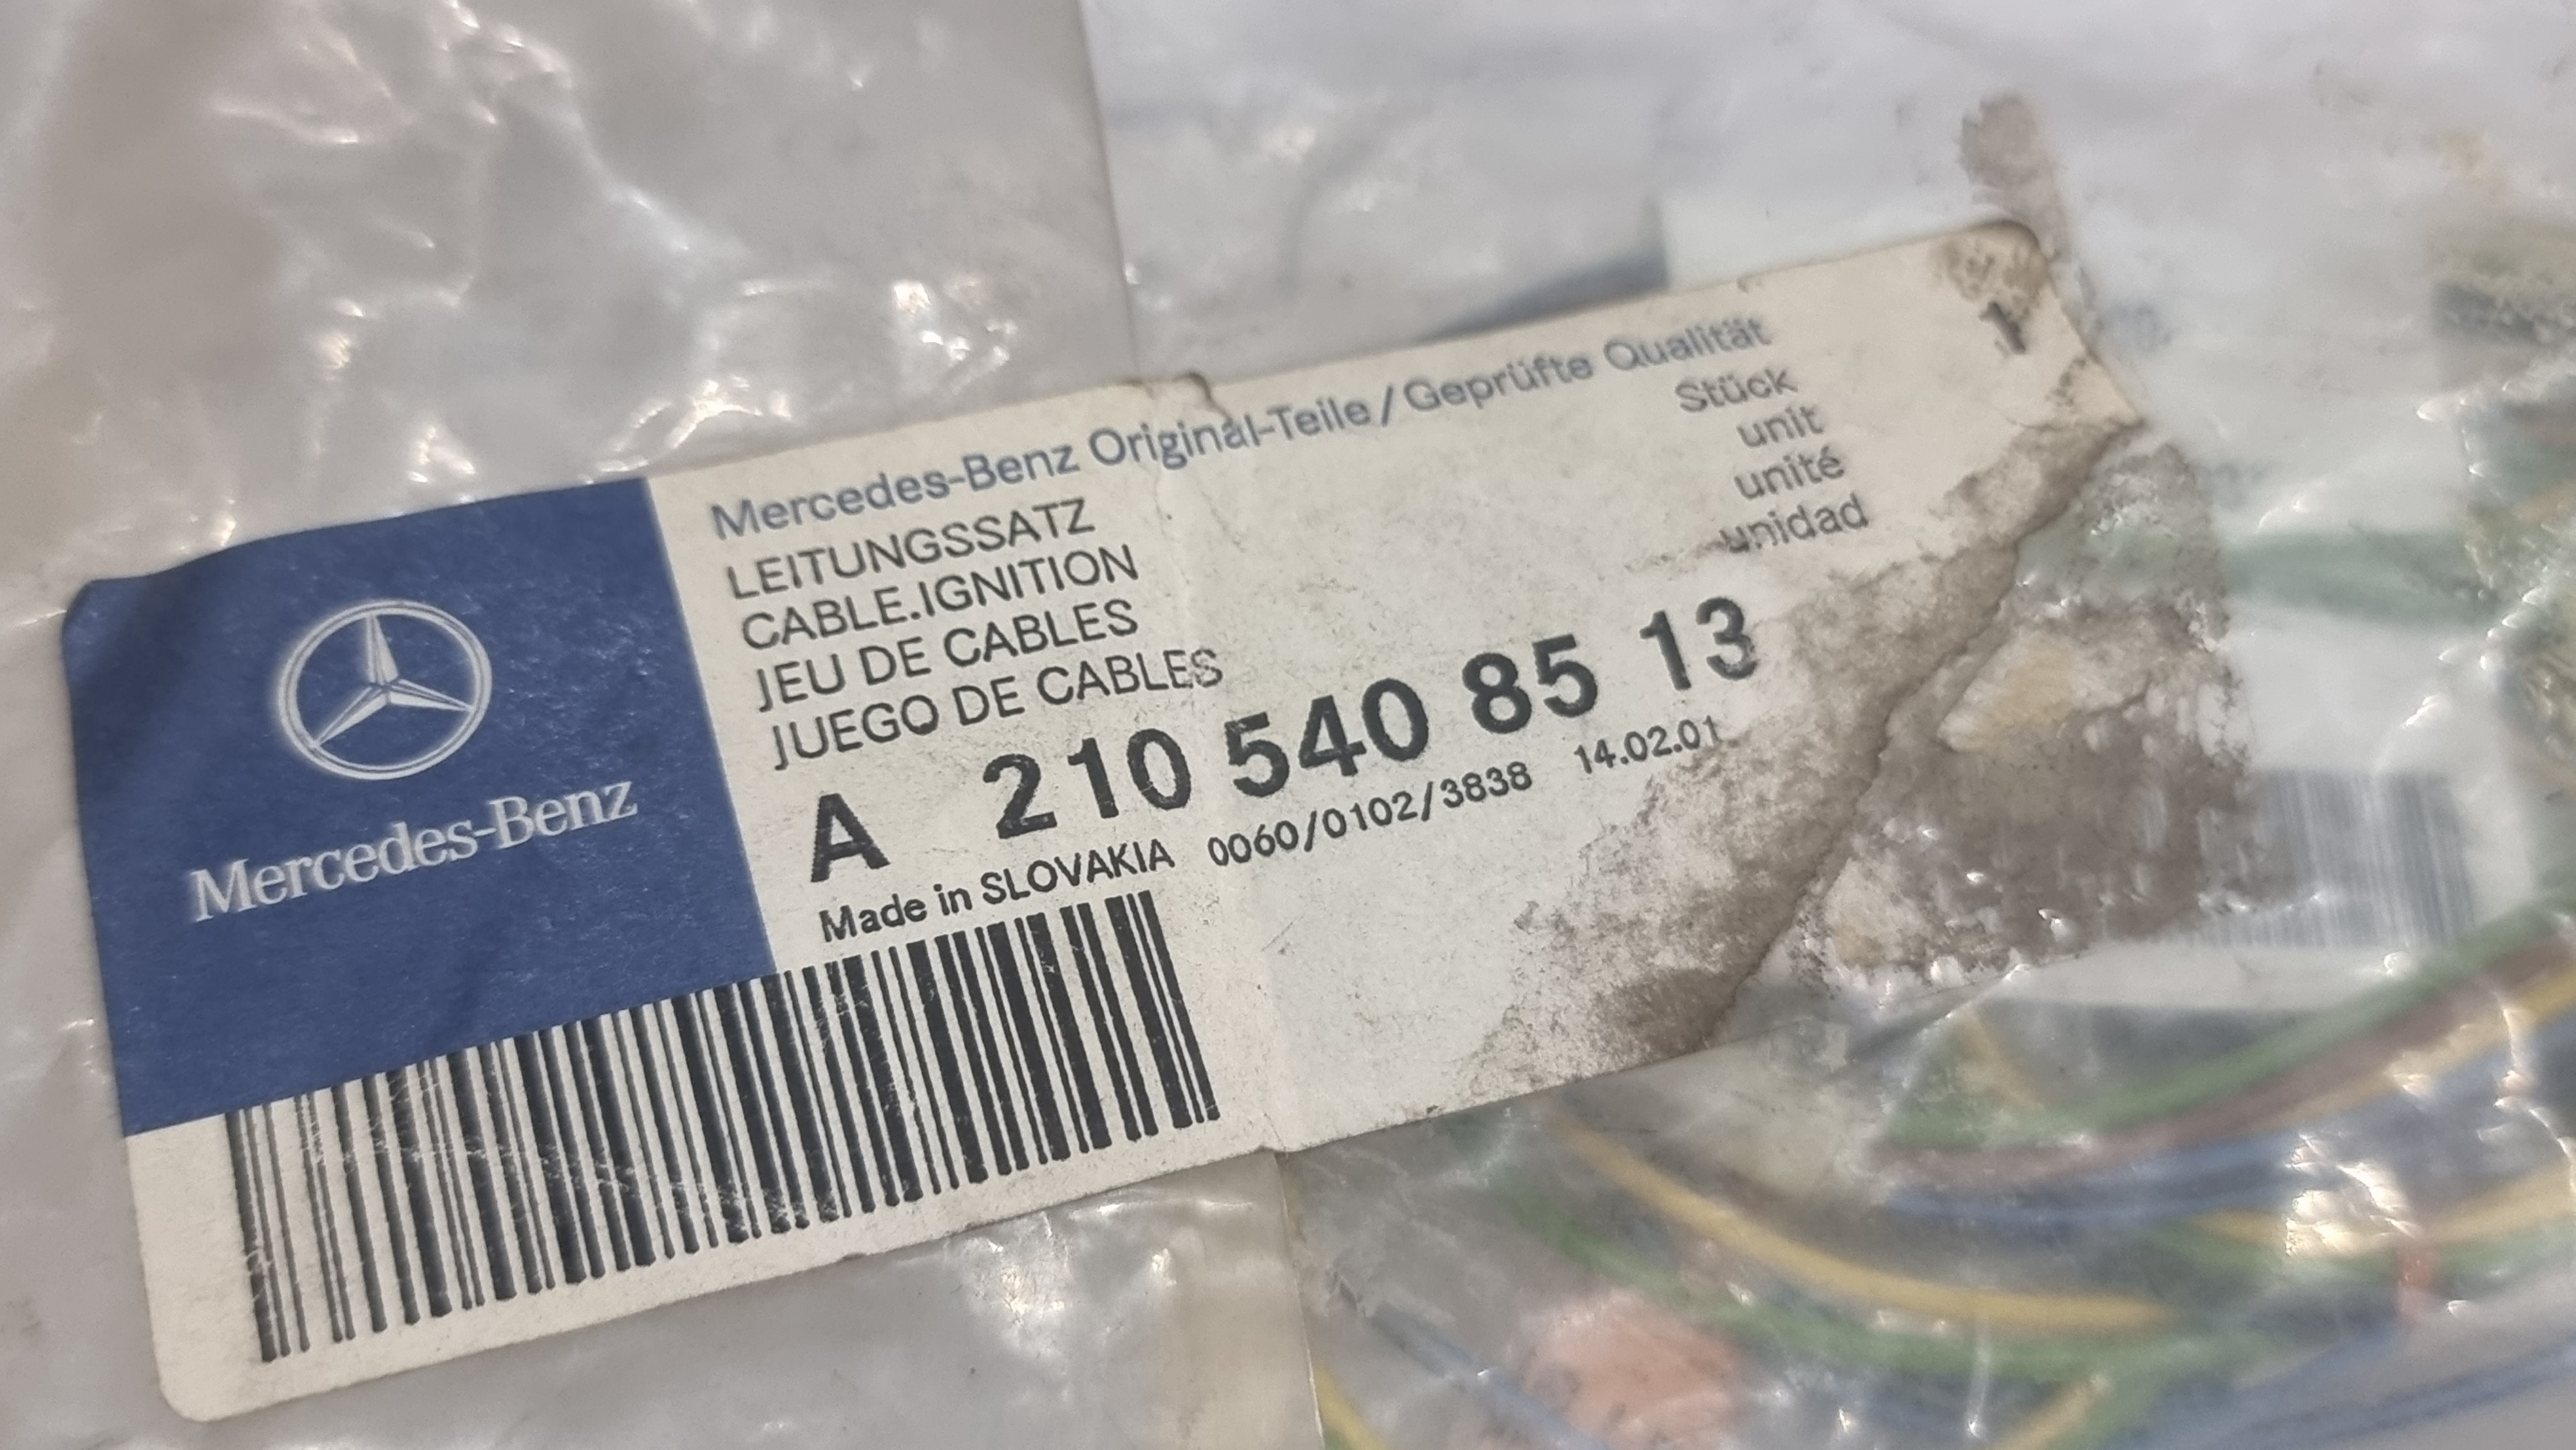 Mercedes-Benz
Mercedes-Benz Original-Teile/Geprüfte Qualität
LEITUNGSSATZ
CABLE.IGNITION
JEU DE CABLES
JUEGO DE CABLES
Stück
unit
unité
unidad
1
A 210 540 85 13
Made in SLOVAKIA 0060/0102/3838 14.02.01